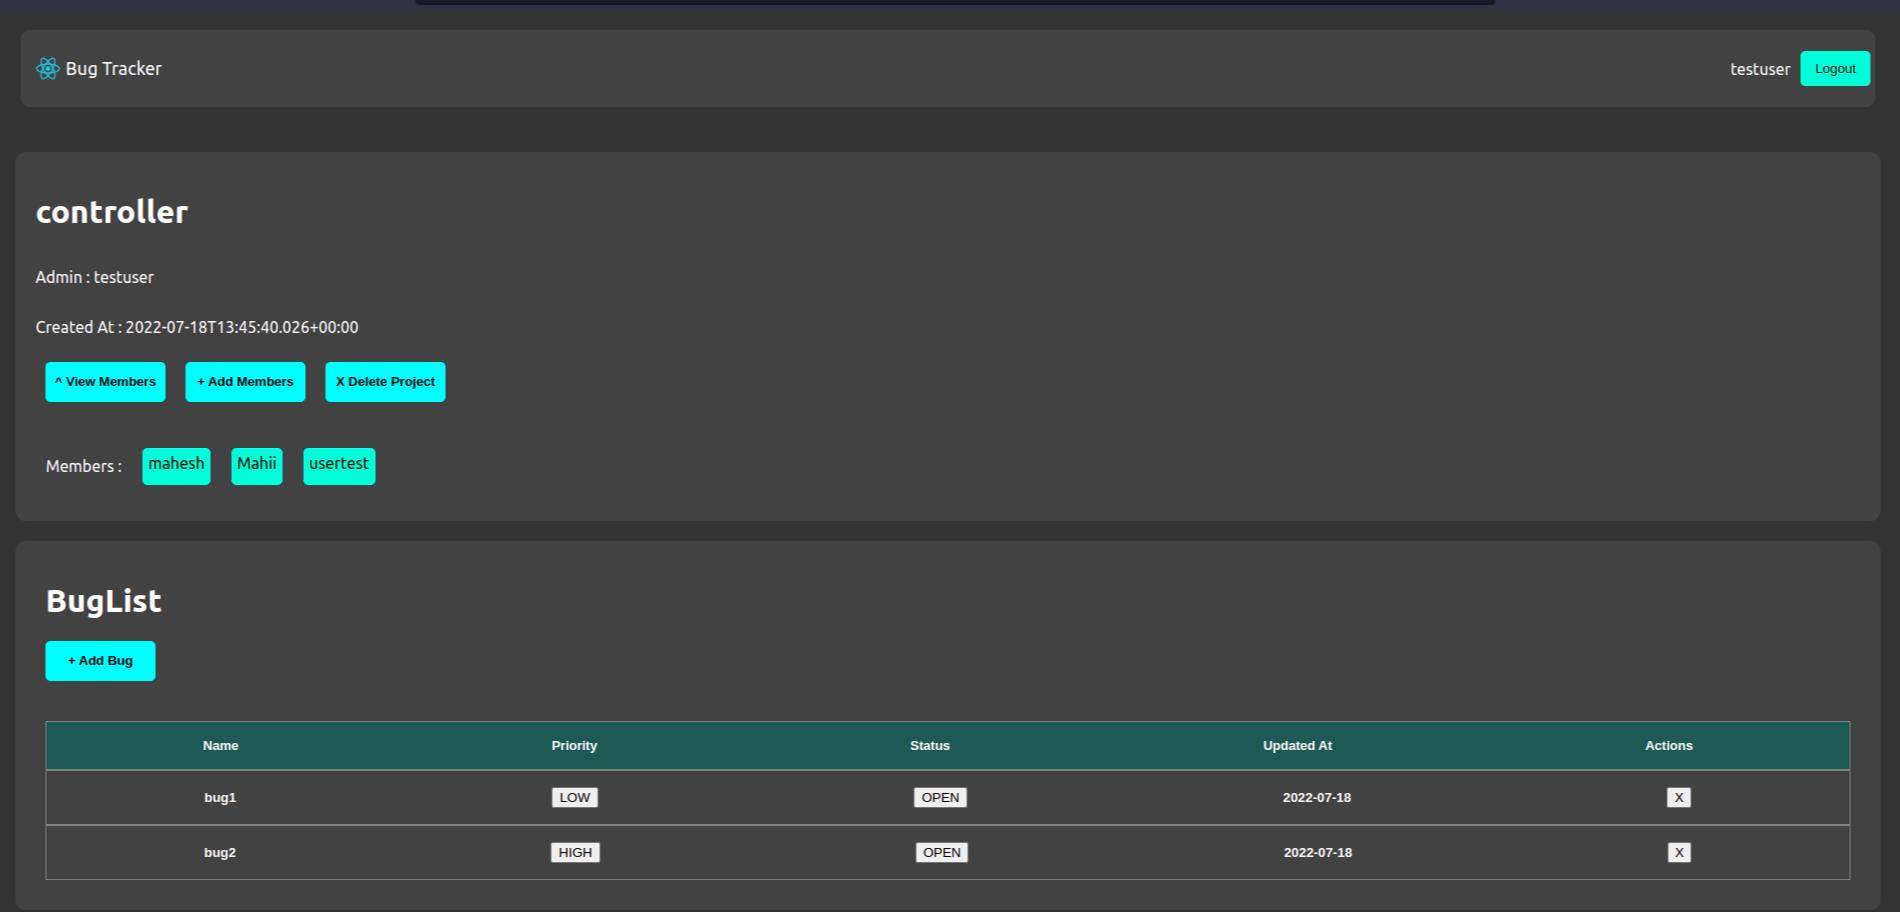 Bug Tracker
testuser Logout
controller
Admin : testuser
Created At : 2022-07-18T13:45:40.026+00:00
^ View Members + Add Members X Delete Project
Members : mahesh Mahii usertest
BugList
+ Add Bug
Name Priority Status Updated At Actions
bug1 LOW OPEN 2022-07-18 X
bug2 HIGH OPEN 2022-07-18 X